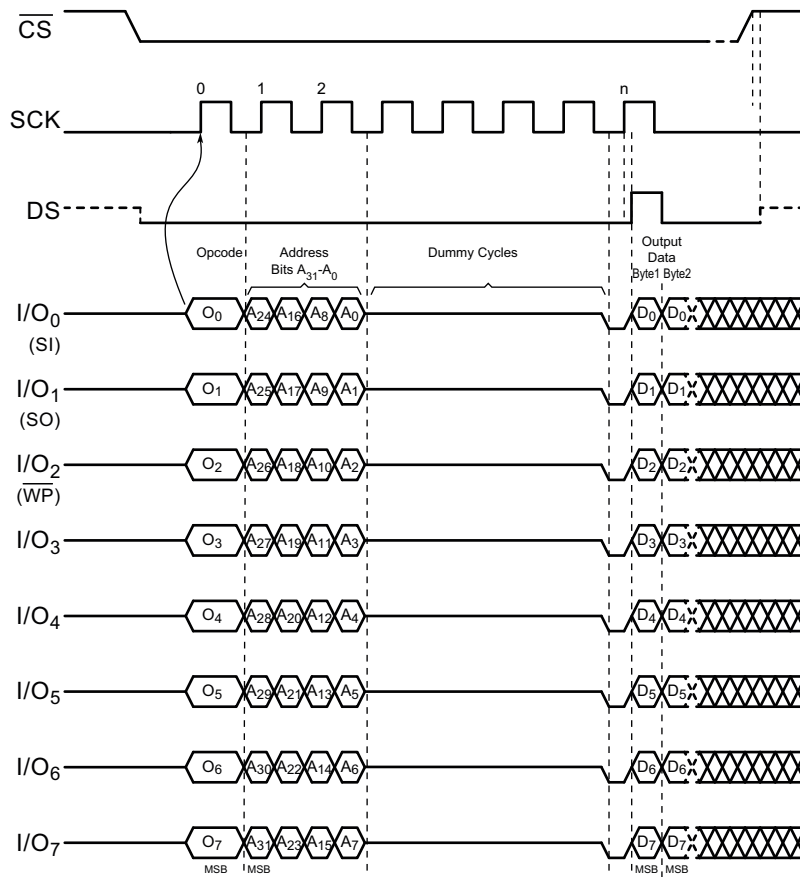 CS
0 1 2 n
SCK
DS
Opcode Address Dummy Cycles Output
Bits A31-A0 Data
Byte1 Byte2
I/O0 O0 A24 A16 A8 A0 D0 D0
(SI)
I/O1 O1 A25 A17 A9 A1 D1 D1
(SO)
I/O2 O2 A26 A18 A10 A2 D2 D2
(WP)
I/O3 O3 A27 A19 A11 A3 D3 D3
I/O4 O4 A28 A20 A12 A4 D4 D4
I/O5 O5 A29 A21 A13 A5 D5 D5
I/O6 O6 A30 A22 A14 A6 D6 D6
I/O7 O7 A31 A23 A15 A7 D7 D7
MSB MSB MSB MSB